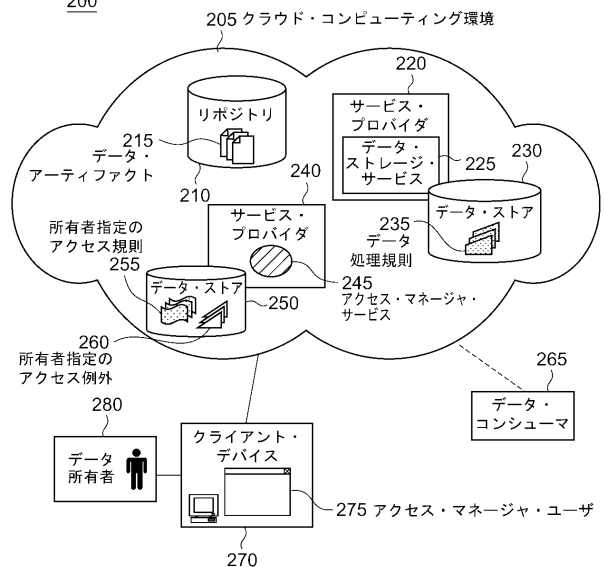 200
205 クラウド・コンピューティング環境
リポジトリ
215
データ・
アーティファクト
210
220
サービス・
プロバイダ
データ・
ストレージ・
サービス
225
230
データ・ストア
235
データ
処理規則
240
サービス・
プロバイダ
245
アクセス・マネージャ・
サービス
所有者指定の
アクセス規則
255
データ・ストア
250
260
所有者指定の
アクセス例外
265
データ・
コンシューマ
280
データ
所有者
クライアント・
デバイス
275 アクセス・マネージャ・ユーザ
270